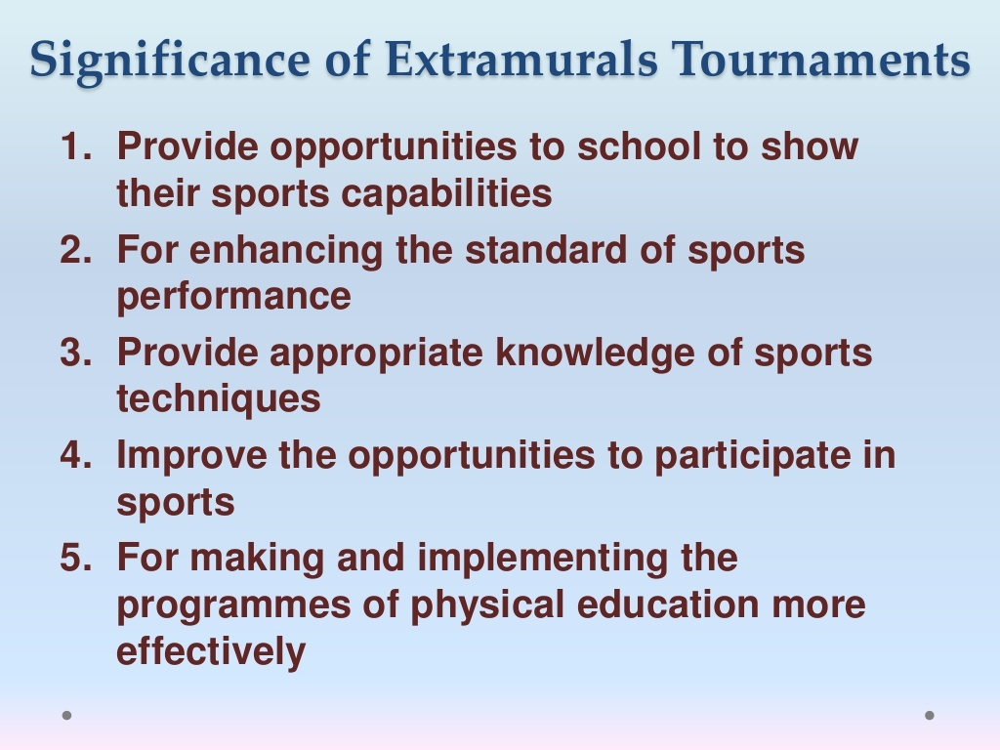 Significance of Extramurals Tournaments
1. Provide opportunities to school to show
their sports capabilities
2. For enhancing the standard of sports
performance
3. Provide appropriate knowledge of sports
techniques
4. Improve the opportunities to participate in
sports
5. For making and implementing the
programmes of physical education more
effectively